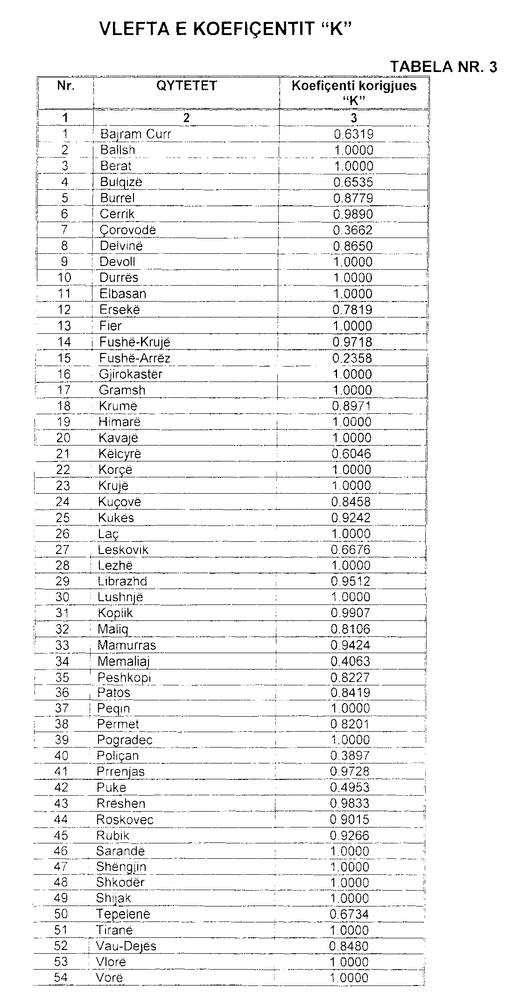 VLEFTA E KOEFIÇENTIT “K”
TABELA NR. 3
Nr. QYTETET Koefiçenti korigjues
“K”
1 2 3
1 Bajram Curr 0.6319
2 Ballsh 1.0000
3 Berat 1.0000
4 Bulqizë 0.6535
5 Burrel 0.8779
6 Cërrik 0.9890
7 Çorovodë 0.3662
8 Delvinë 0.8650
9 Devoll 1.0000
10 Durrës 1.0000
11 Elbasan 1.0000
12 Ersekë 0.7819
13 Fier 1.0000
14 Fushë-Krujë 0.9718
15 Fushë-Arrëz 0.2358
16 Gjirokastër 1.0000
17 Gramsh 1.0000
18 Krumë 0.8971
19 Himarë 1.0000
20 Kavajë 1.0000
21 Këlcyrë 0.6046
22 Korçë 1.0000
23 Krujë 1.0000
24 Kuçovë 0.8458
25 Kukës 0.9242
26 Laç 1.0000
27 Leskovik 0.6676
28 Lezhë 1.0000
29 Librazhd 0.9512
30 Lushnjë 1.0000
31 Koplik 0.9907
32 Maliq 0.8106
33 Mamurras 0.9424
34 Memaliaj 0.4063
35 Peshkopi 0.8227
36 Patos 0.8419
37 Peqin 1.0000
38 Përmet 0.8201
39 Pogradec 1.0000
40 Poliçan 0.3897
41 Prrenjas 0.9728
42 Pukë 0.4953
43 Rrëshen 0.9833
44 Roskovec 0.9015
45 Rubik 0.9266
46 Sarandë 1.0000
47 Shëngjin 1.0000
48 Shkodër 1.0000
49 Shijak 1.0000
50 Tepelenë 0.6734
51 Tiranë 1.0000
52 Vau-Dejës 0.8480
53 Vlorë 1.0000
54 Vorë 1.0000